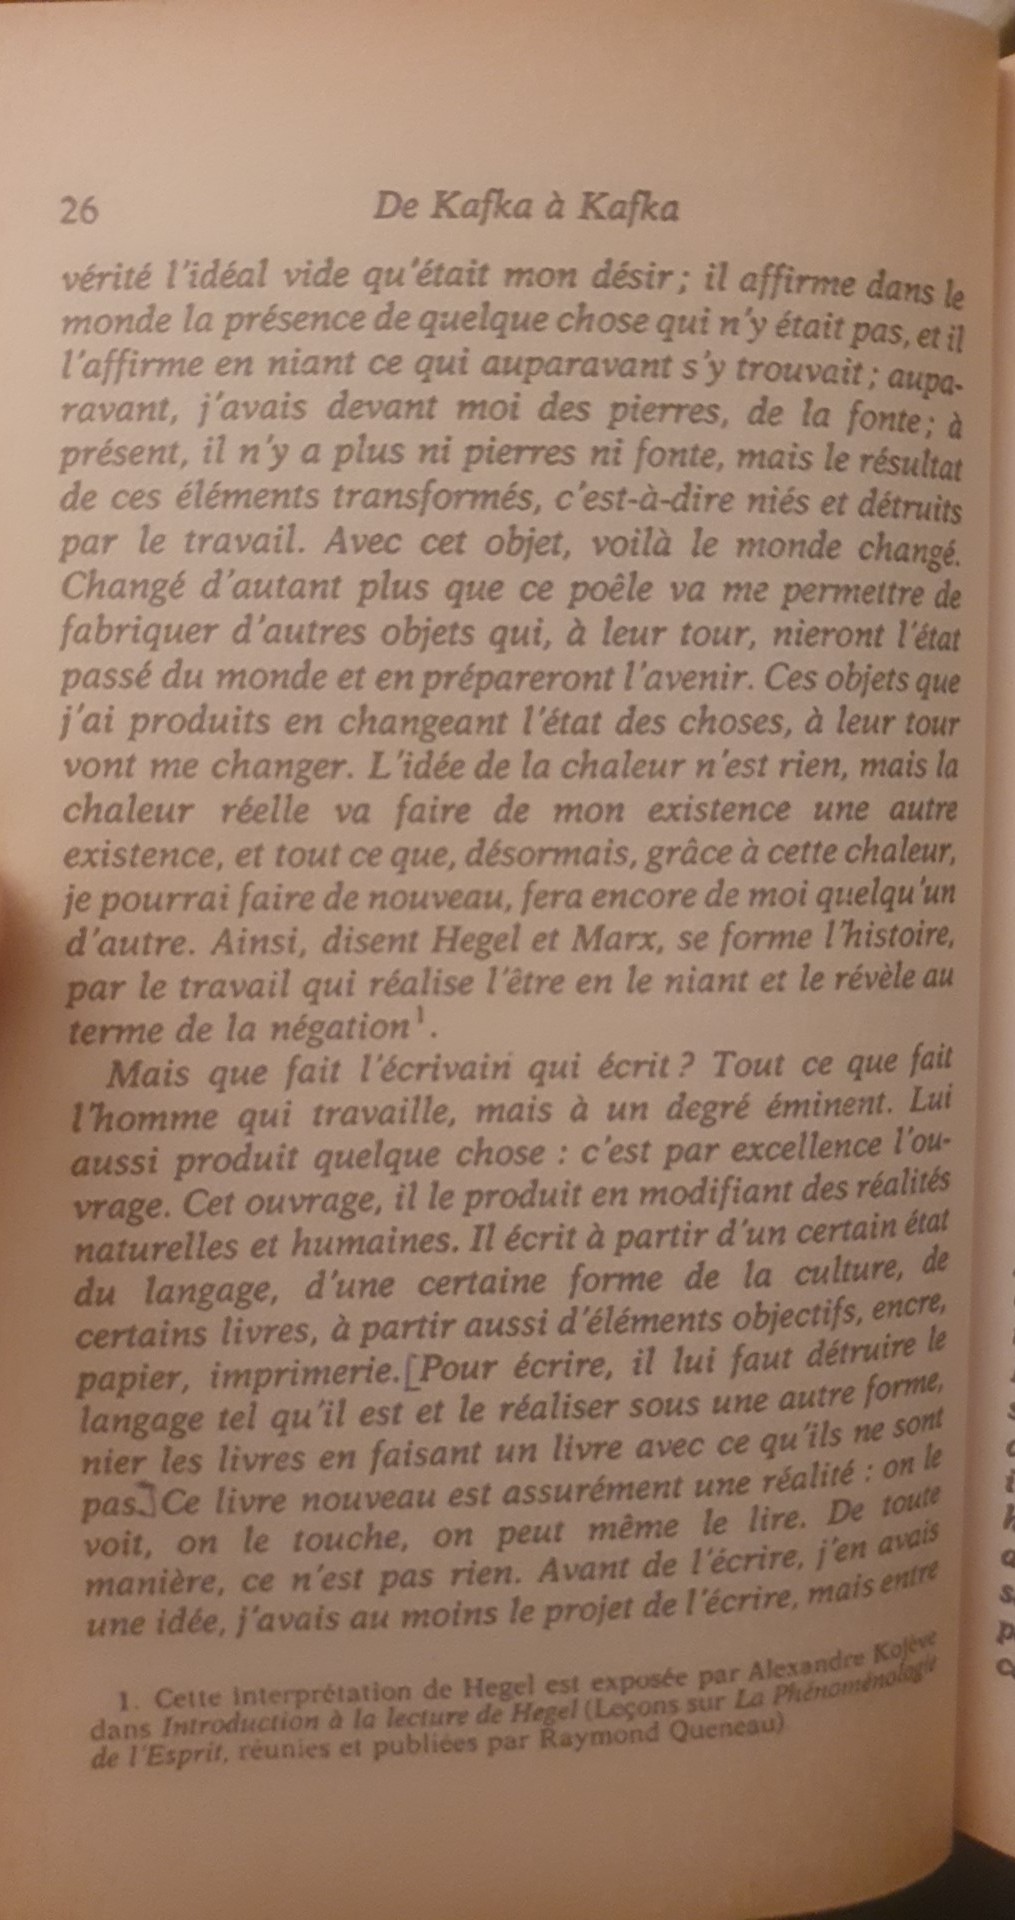 26 De Kafka à Kafka
vérité l'idéal vide qu'était mon désir ; il affirme dans le
monde la présence de quelque chose qui n'y était pas, et il
l'affirme en niant ce qui auparavant s'y trouvait ; aupa-
ravant, j'avais devant moi des pierres, de la fonte ; à
présent, il n'y a plus ni pierres ni fonte, mais le résultat
de ces éléments transformés, c'est-à-dire niés et détruits
par le travail. Avec cet objet, voilà le monde changé.
Changé d'autant plus que ce poêle va me permettre de
fabriquer d'autres objets qui, à leur tour, nieront l'état
passé du monde et en prépareront l'avenir. Ces objets que
j'ai produits en changeant l'état des choses, à leur tour
vont me changer. L'idée de la chaleur n'est rien, mais la
chaleur réelle va faire de mon existence une autre
existence, et tout ce que, désormais, grâce à cette chaleur,
je pourrai faire de nouveau, fera encore de moi quelqu'un
d'autre. Ainsi, disent Hegel et Marx, se forme l'histoire,
par le travail qui réalise l'être en le niant et le révèle au
terme de la négation¹.
Mais que fait l'écrivain qui écrit ? Tout ce que fait
l'homme qui travaille, mais à un degré éminent. Lui
aussi produit quelque chose : c'est par excellence l'ou-
vrage. Cet ouvrage, il le produit en modifiant des réalités
naturelles et humaines. Il écrit à partir d'un certain état
du langage, d'une certaine forme de la culture, de
certains livres, à partir aussi d'éléments objectifs, encre,
papier, imprimerie. [Pour écrire, il lui faut détruire le
langage tel qu'il est et le réaliser sous une autre forme,
nier les livres en faisant un livre avec ce qu'ils ne sont
pas.] Ce livre nouveau est assurément une réalité : on le
voit, on le touche, on peut même le lire. De toute
manière, ce n'est pas rien. Avant de l'écrire, j'en avais
une idée, j'avais au moins le projet de l'écrire, mais entre
1. Cette interprétation de Hegel est exposée par Alexandre Kojève
dans Introduction à la lecture de Hegel (Leçons sur La Phénoménologie
de l'Esprit, réunies et publiées par Raymond Queneau)